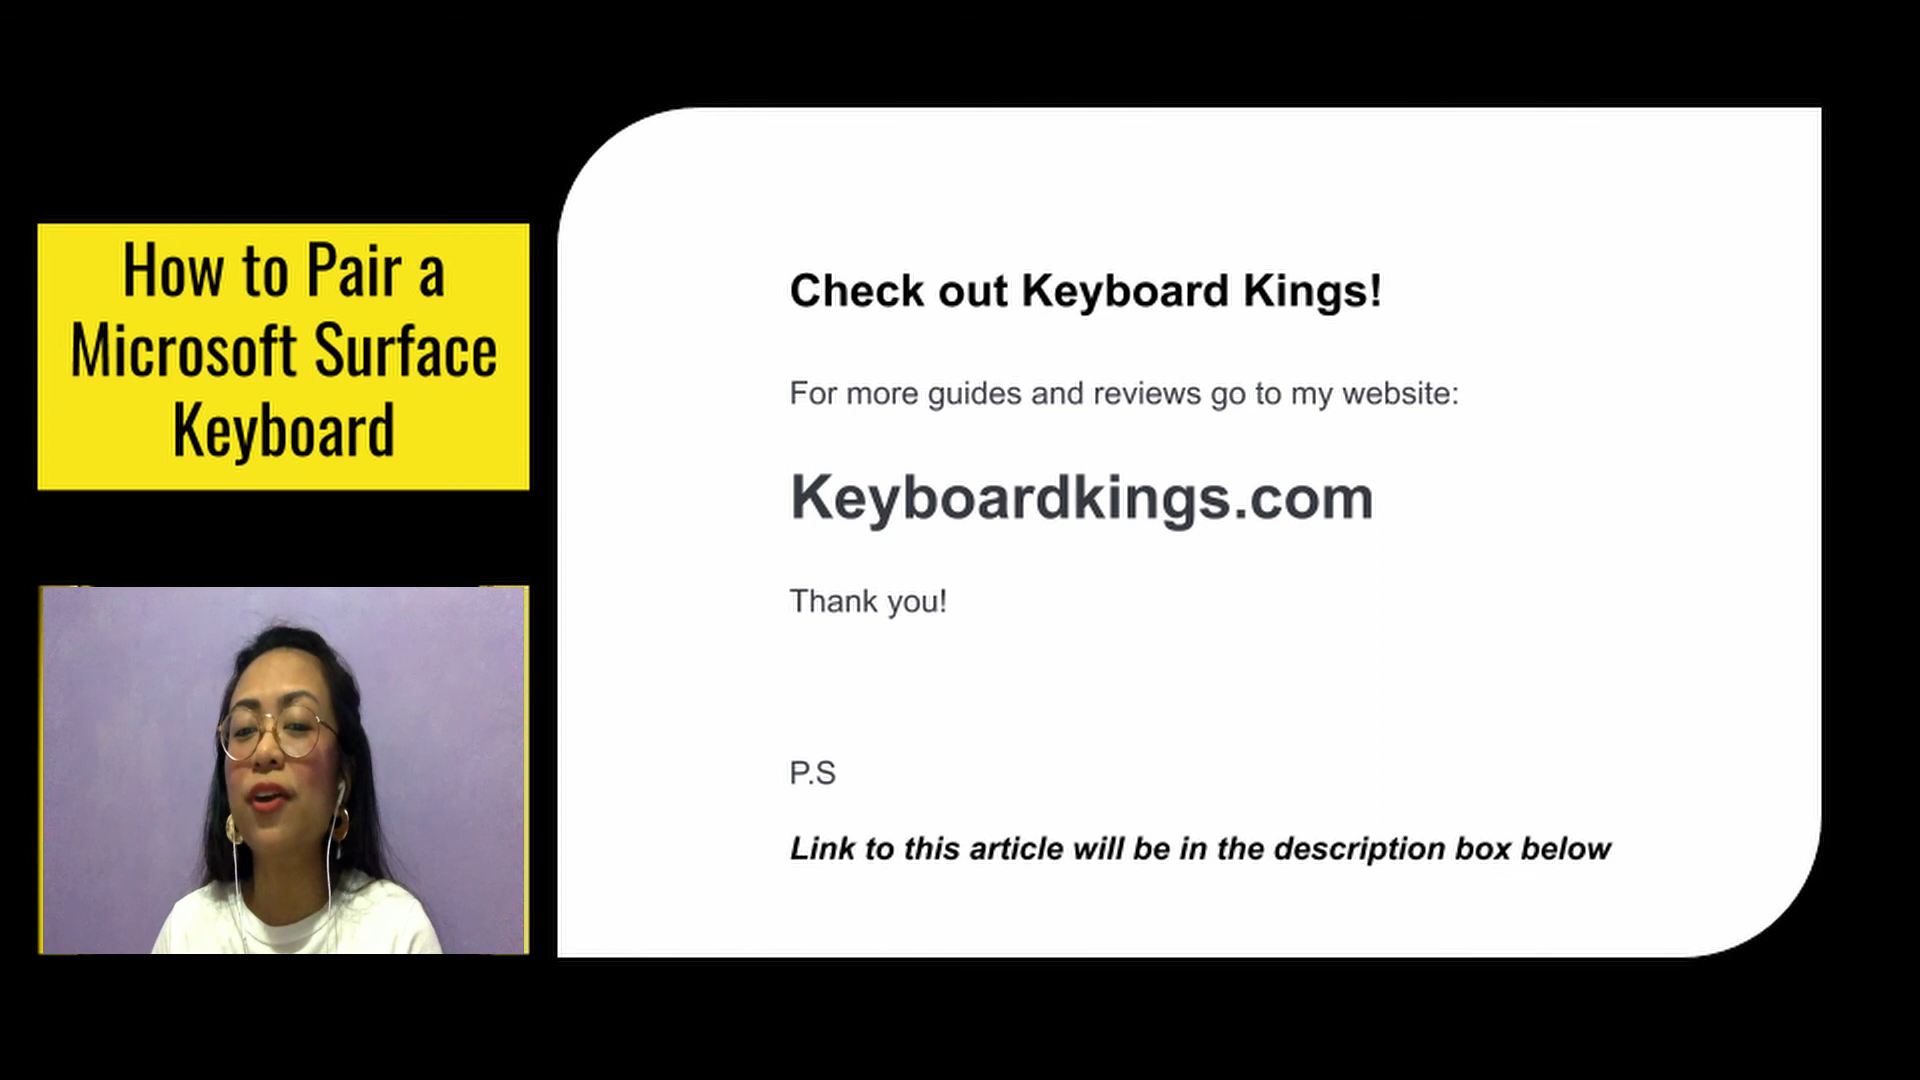 How to Pair a
Microsoft Surface
Keyboard
Check out Keyboard Kings!
For more guides and reviews go to my website:
Keyboardkings.com
Thank you!
P.S
Link to this article will be in the description box below